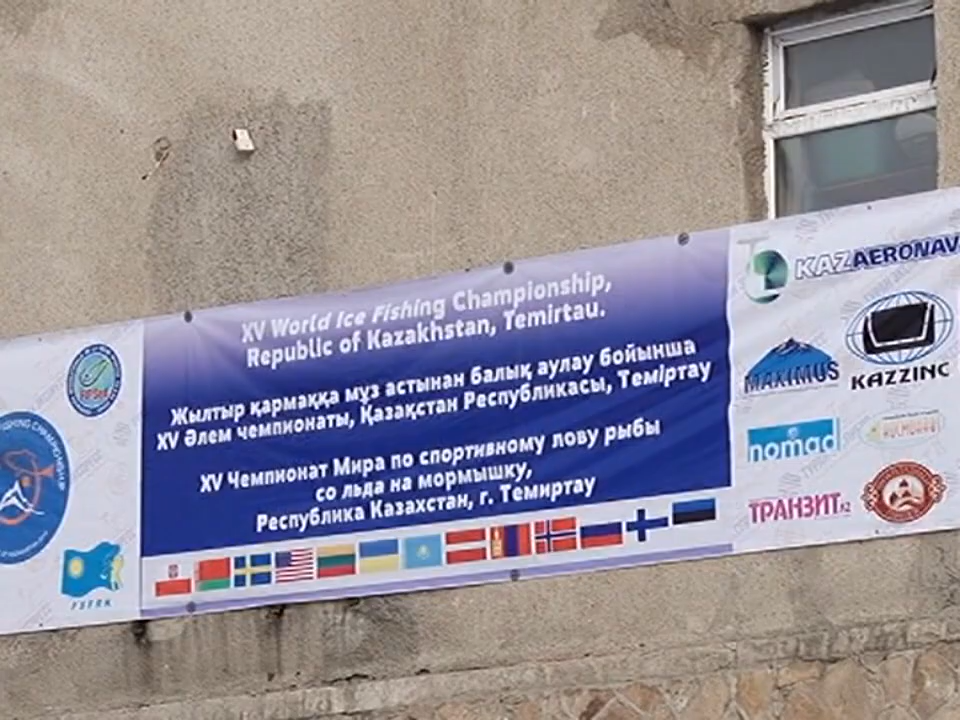 XV World Ice Fishing Championship,
Republic of Kazakhstan, Temirtau.
Жылтыр қармаққа мұз астынан балық аулау бойынша
XV Әлем чемпионаты, Қазақстан Республикасы, Теміртау
XV Чемпионат Мира по спортивному лову рыбы
со льда на мормышку,
Республика Казахстан, г. Темиртау
FSFRK
KAZAERONAV
MAXIMUS
KAZZINC
nomad
ТРАНЗИТ.kz